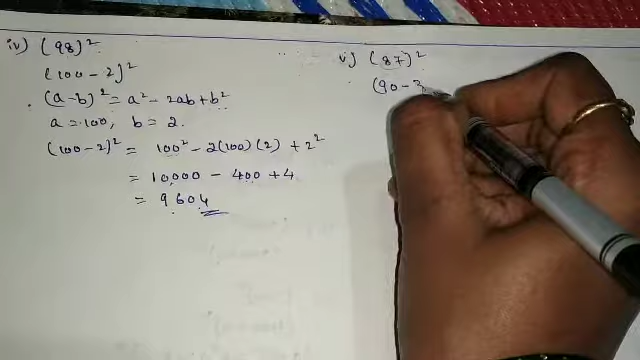 iv) (98)²
(100-2)²
(a-b)² = a² - 2ab + b²
a = 100, b = 2
(100-2)² = 100² - 2(100)(2) + 2²
= 10,000 - 400 + 4
= 9604
v) (87)²
(90-3